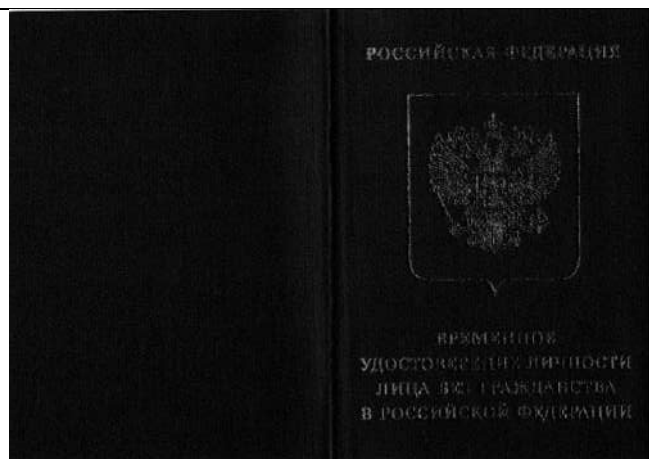 РОССИЙСКАЯ ФЕДЕРАЦИЯ
ВРЕМЕННОЕ
УДОСТОВЕРЕНИЕ ЛИЧНОСТИ
ЛИЦА БЕЗ ГРАЖДАНСТВА
В РОССИЙСКОЙ ФЕДЕРАЦИИ